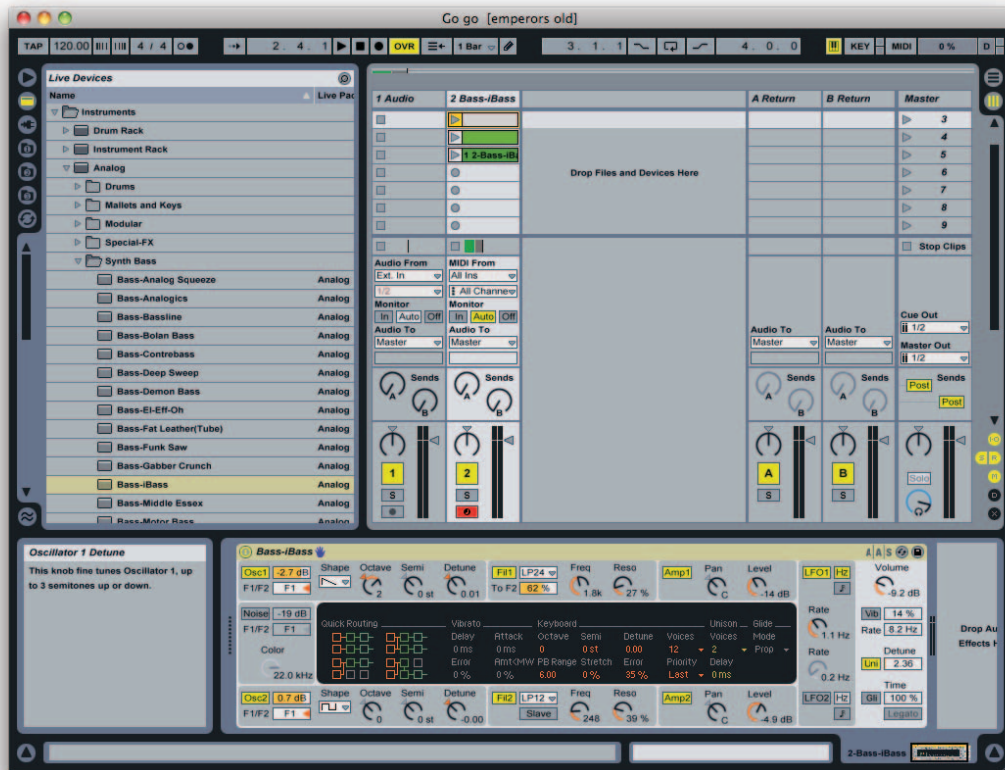 Go go [emperors old]
TAP 120.00 4 / 4 2 . 4 . 1 OVR 1 Bar 3 . 1 . 1 4 . 0 . 0 KEY MIDI 0 % D
Live Devices
Name Live Pac
Instruments
Drum Rack
Instrument Rack
Analog
Drums
Mallets and Keys
Modular
Special-FX
Synth Bass
Bass-Analog Squeeze Analog
Bass-Analogics Analog
Bass-Bassline Analog
Bass-Bolan Bass Analog
Bass-Contrebass Analog
Bass-Deep Sweep Analog
Bass-Demon Bass Analog
Bass-El-Eff-Oh Analog
Bass-Fat Leather(Tube) Analog
Bass-Funk Saw Analog
Bass-Gabber Crunch Analog
Bass-iBass Analog
Bass-Middle Essex Analog
Bass-Motor Bass Analog
1 Audio 2 Bass-iBass A Return B Return Master
3
4
1 2-Bass-iBa 5
Drop Files and Devices Here 6
7
8
9
Stop Clips
Audio From MIDI From
Ext. In All Ins
1/2 All Channe
Monitor Monitor
In Auto Off In Auto Off
Cue Out
1/2
Audio To Audio To Audio To Audio To
Master Master Master Master
Master Out
1/2
Sends Sends Sends Sends Sends
A B A B A B A B Post Post
1 2 A B
S S S S Solo
I-O
S R
M
D
X
Oscillator 1 Detune
This knob fine tunes Oscillator 1, up
to 3 semitones up or down.
Bass-iBass A A S
Osc1 -2.7 dB Shape Octave Semi Detune Fil1 LP24 Freq Reso Amp1 Pan Level LFO1 Hz Volume
F1/F2 F1 2 0 st 0.01 To F2 62 % 1.8k 27 % C -14 dB -9.2 dB
Noise -19 dB Quick Routing Vibrato Keyboard Unison Glide Rate Vib 14 %
F1/F2 F1 Delay Attack Octave Semi Detune Voices Voices Mode 1.1 Hz Rate 8.2 Hz
Color 0 ms 0 ms 0 0 st 0.00 12 2 Prop Rate Detune
Error Amt<MW PB Range Stretch Error Priority Delay Uni 2.36
22.0 kHz 0 % 0 % 6.00 0 % 35 % Last 0 ms 0.2 Hz Time
Osc2 0.7 dB Shape Octave Semi Detune Fil2 LP12 Freq Reso Amp2 Pan Level LFO2 Hz Gli 100 %
F1/F2 F1 0 0 st -0.00 Slave 248 39 % C -4.9 dB Legato
Drop Au
Effects H
2-Bass-iBass